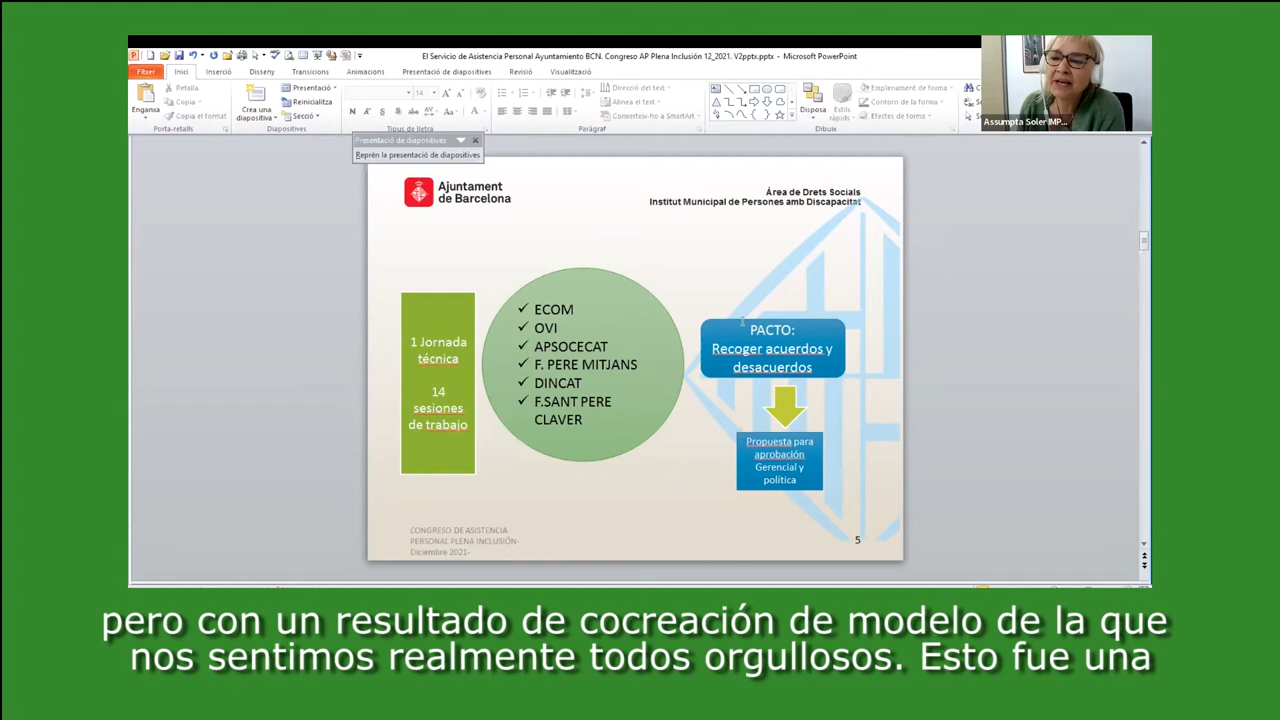 El Servicio de Asistencia Personal Ayuntamiento BCN. Congreso AP Plena Inclusión 12_2021. V2pptx.pptx - Microsoft PowerPoint
Fitxer Inici Inserció Disseny Transicions Animacions Presentació de diapositives Revisió Visualització
Enganxa
Retalla
Copia
Copia el format
Porta-retalls
Crea una
diapositiva
Presentació
Reinicialitza
Secció
Diapositives
Tipus de lletra
Direcció del text
Alinea el text
Converteix-ho a SmartArt
Paràgraf
Disposa
Estils
ràpids
Emplenament de forma
Contorn de la forma
Efectes de forma
Dibuix
Assumpta Soler IMP...
Presentació de diapositives
Reprèn la presentació de diapositives
Ajuntament
de Barcelona
Àrea de Drets Socials
Institut Municipal de Persones amb Discapacitat
1 Jornada
técnica
14
sesiones
de trabajo
✓ ECOM
✓ OVI
✓ APSOCECAT
✓ F. PERE MITJANS
✓ DINCAT
✓ F.SANT PERE
CLAVER
PACTO:
Recoger acuerdos y
desacuerdos
Propuesta para
aprobación
Gerencial y
política
CONGRESO DE ASISTENCIA
PERSONAL PLENA INCLUSIÓN-
Diciembre 2021-
5
pero con un resultado de cocreación de modelo de la que
nos sentimos realmente todos orgullosos. Esto fue una